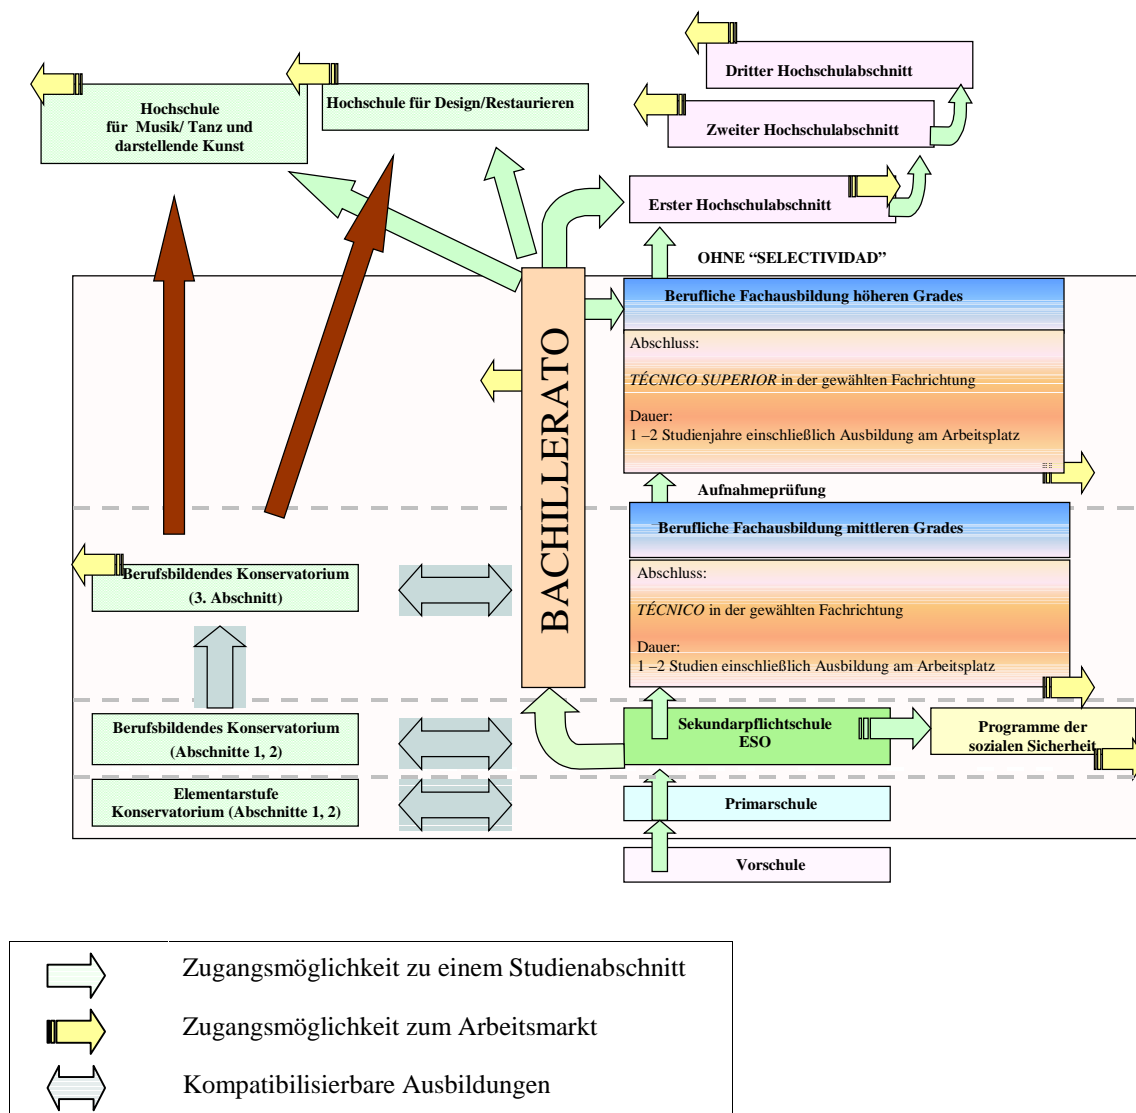 Dritter Hochschulabschnitt
Hochschule für Design/Restaurieren
Hochschule
für Musik/ Tanz und
darstellende Kunst
Zweiter Hochschulabschnitt
Erster Hochschulabschnitt
OHNE “SELECTIVIDAD”
BACHILLERATO
Berufliche Fachausbildung höheren Grades
Abschluss:
TÉCNICO SUPERIOR in der gewählten Fachrichtung
Dauer:
1 –2 Studienjahre einschließlich Ausbildung am Arbeitsplatz
Aufnahmeprüfung
Berufliche Fachausbildung mittleren Grades
Abschluss:
TÉCNICO in der gewählten Fachrichtung
Dauer:
1 –2 Studien einschließlich Ausbildung am Arbeitsplatz
Berufsbildendes Konservatorium
(3. Abschnitt)
Berufsbildendes Konservatorium
(Abschnitte 1, 2)
Sekundarpflichtschule
ESO
Programme der
sozialen Sicherheit
Elementarstufe
Konservatorium (Abschnitte 1, 2)
Primarschule
Vorschule
Zugangsmöglichkeit zu einem Studienabschnitt
Zugangsmöglichkeit zum Arbeitsmarkt
Kompatibilisierbare Ausbildungen